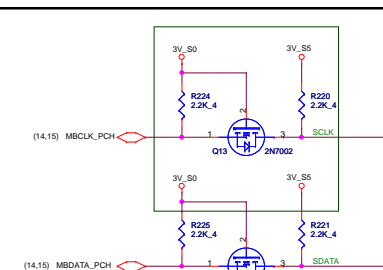 3V_S0
3V_S5
R224
2.2K_4
R220
2.2K_4
2
(14,15) MBCLK_PCH
1
3
SCLK
Q13
2N7002
3V_S0
3V_S5
R225
2.2K_4
R221
2.2K_4
2
(14,15) MBDATA_PCH
1
3
SDATA